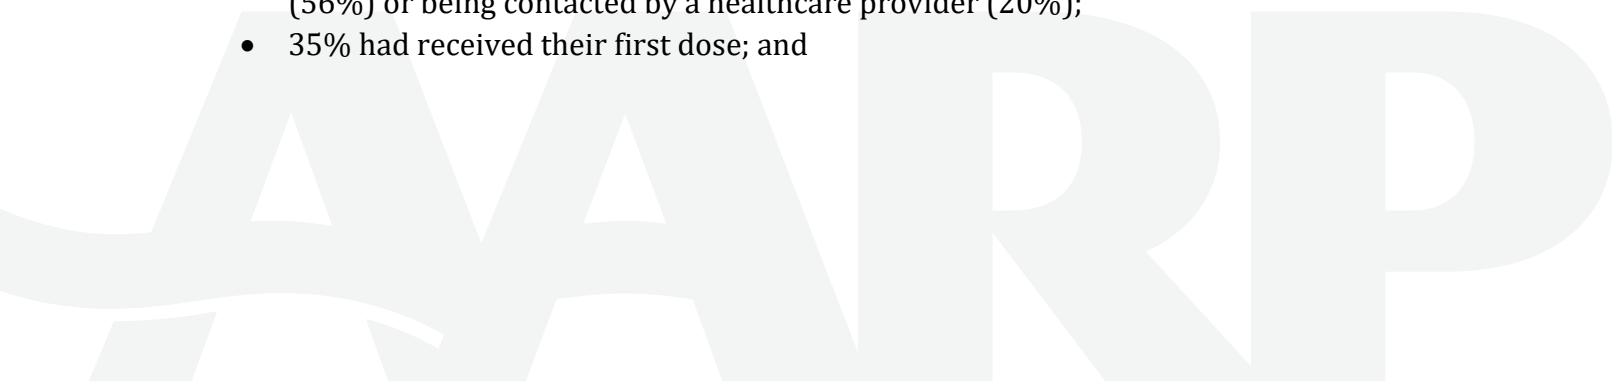 (56%) or being contacted by a healthcare provider (20%);
• 35% had received their first dose; and
AARP